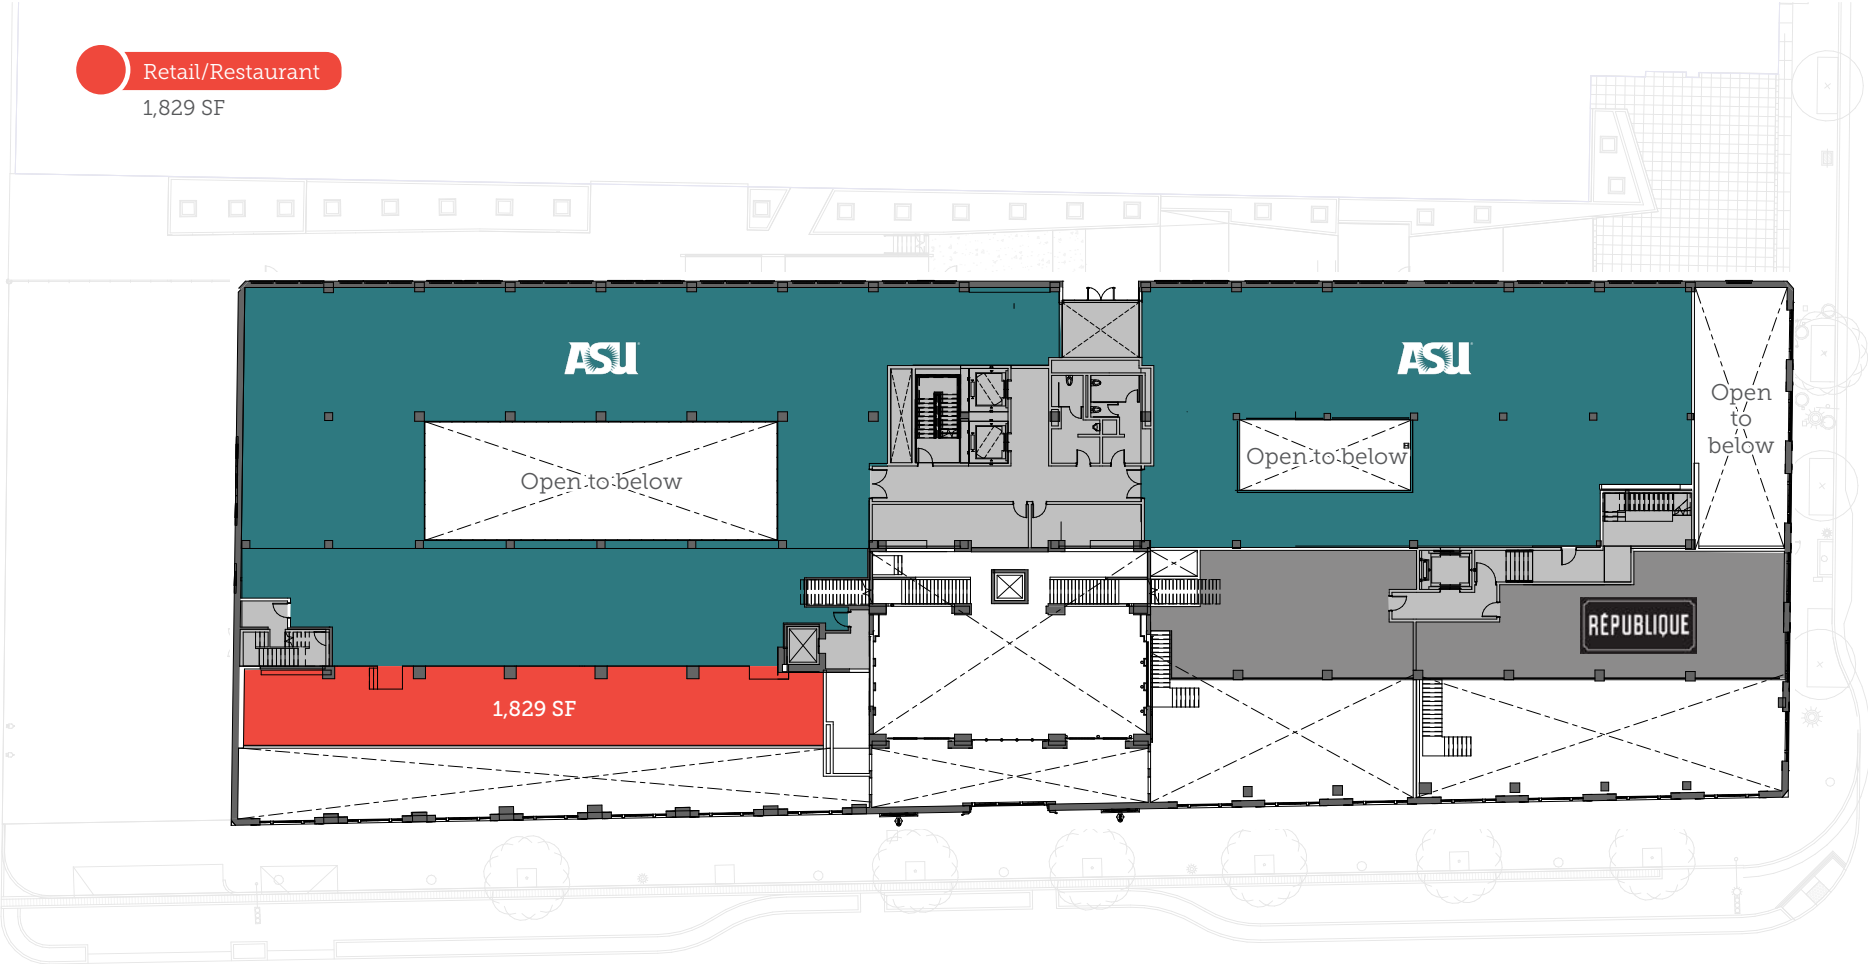 Retail/Restaurant
1,829 SF
ASU
ASU
Open
to
below
Open to below
Open to below
RÉPUBLIQUE
1,829 SF